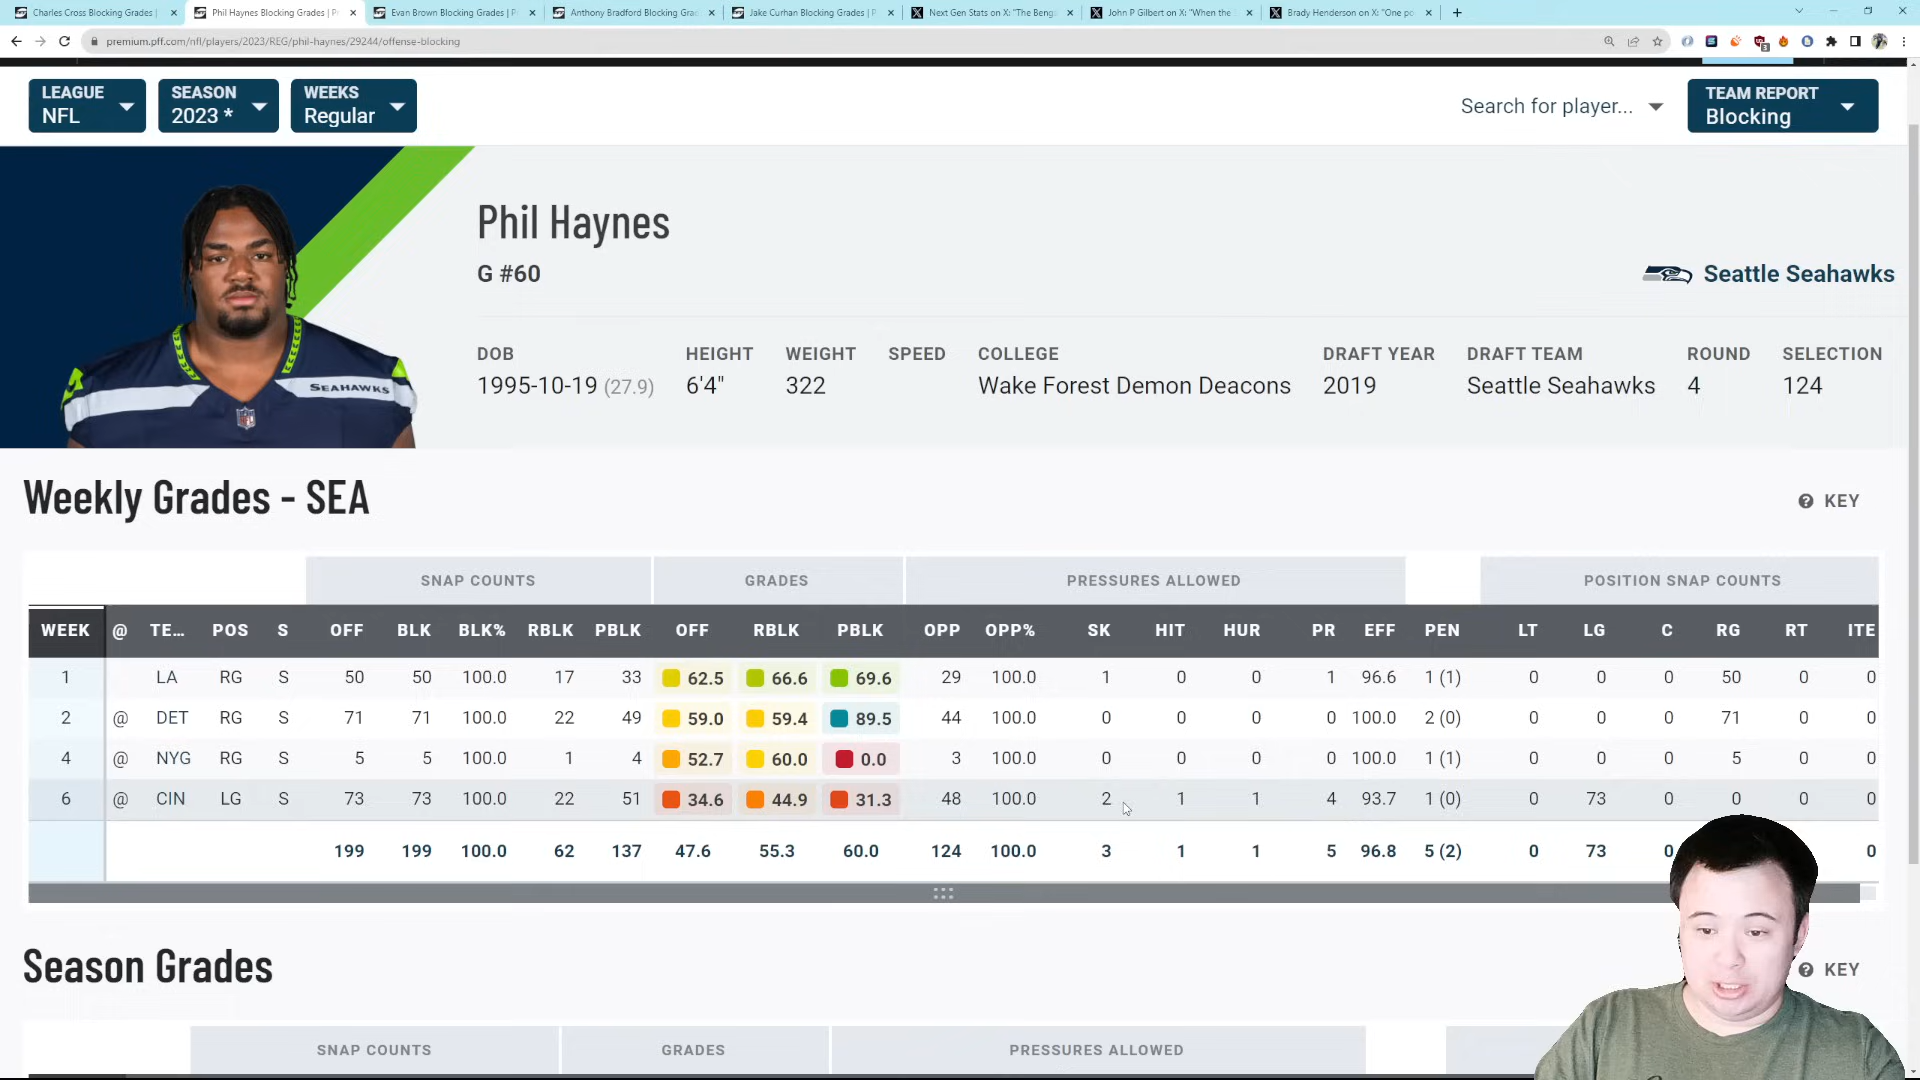 Charles Cross Blocking Grades |
Phil Haynes Blocking Grades | P
Evan Brown Blocking Grades | P
Anthony Bradford Blocking Grad
Jake Curhan Blocking Grades | P
Next Gen Stats on X: "The Beng
John P Gilbert on X: "When the
Brady Henderson on X: "One po
premium.pff.com/nfl/players/2023/REG/phil-haynes/29244/offense-blocking
LEAGUE
NFL
SEASON
2023 *
WEEKS
Regular
Search for player...
TEAM REPORT
Blocking
SEAHAWKS
Phil Haynes
G #60
Seattle Seahawks
DOB HEIGHT WEIGHT SPEED COLLEGE DRAFT YEAR DRAFT TEAM ROUND SELECTION
1995-10-19 (27.9) 6'4" 322 Wake Forest Demon Deacons 2019 Seattle Seahawks 4 124
Weekly Grades - SEA
KEY
SNAP COUNTS GRADES PRESSURES ALLOWED POSITION SNAP COUNTS
WEEK @ TE... POS S OFF BLK BLK% RBLK PBLK OFF RBLK PBLK OPP OPP% SK HIT HUR PR EFF PEN LT LG C RG RT ITE
1 LA RG S 50 50 100.0 17 33 62.5 66.6 69.6 29 100.0 1 0 0 1 96.6 1 (1) 0 0 0 50 0 0
2 @ DET RG S 71 71 100.0 22 49 59.0 59.4 89.5 44 100.0 0 0 0 0 100.0 2 (0) 0 0 0 71 0 0
4 @ NYG RG S 5 5 100.0 1 4 52.7 60.0 0.0 3 100.0 0 0 0 0 100.0 1 (1) 0 0 0 5 0 0
6 @ CIN LG S 73 73 100.0 22 51 34.6 44.9 31.3 48 100.0 2 1 1 4 93.7 1 (0) 0 73 0 0 0 0
199 199 100.0 62 137 47.6 55.3 60.0 124 100.0 3 1 1 5 96.8 5 (2) 0 73 0 0
Season Grades
KEY
SNAP COUNTS GRADES PRESSURES ALLOWED